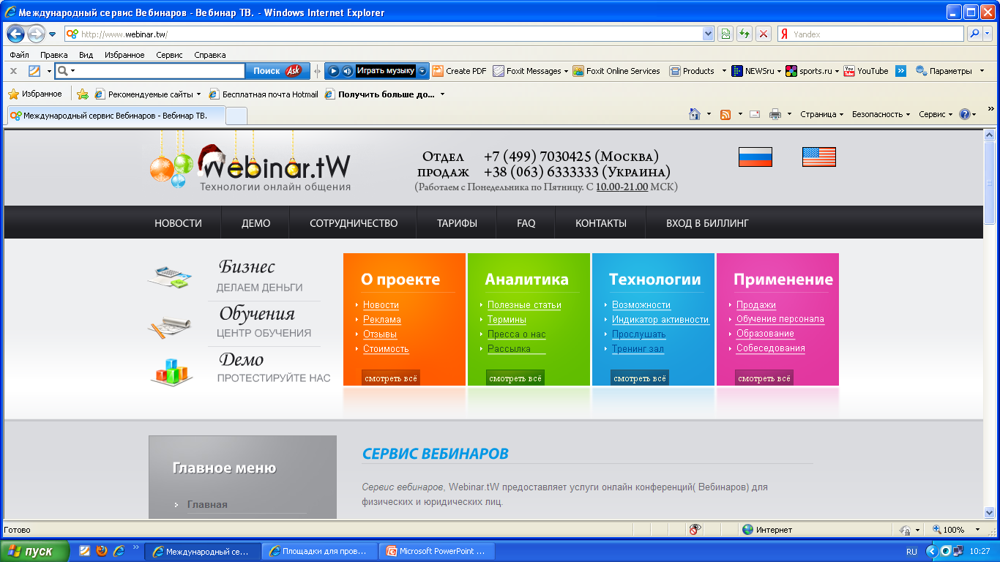 Международный сервис Вебинаров - Вебинар ТВ. - Windows Internet Explorer
http://www.webinar.tw/
Yandex
Файл Правка Вид Избранное Сервис Справка
Поиск Ask Играть музыку Create PDF Foxit Messages Foxit Online Services Products NEWSru sports.ru YouTube Параметры
Избранное Рекомендуемые сайты Бесплатная почта Hotmail Получить больше до...
Международный сервис Вебинаров - Вебинар ТВ.
Страница Безопасность Сервис
Webinar.tW
Технологии онлайн общения
Отдел продаж
+7 (499) 7030425 (Москва)
+38 (063) 6333333 (Украина)
(Работаем с Понедельника по Пятницу. С 10.00-21.00 МСК)
НОВОСТИ ДЕМО СОТРУДНИЧЕСТВО ТАРИФЫ FAQ КОНТАКТЫ ВХОД В БИЛЛИНГ
Бизнес
ДЕЛАЕМ ДЕНЬГИ
Обучения
ЦЕНТР ОБУЧЕНИЯ
Демо
ПРОТЕСТИРУЙТЕ НАС
О проекте
Новости
Реклама
Отзывы
Стоимость
смотреть всё
Аналитика
Полезные статьи
Термины
Пресса о нас
Рассылка
смотреть всё
Технологии
Возможности
Индикатор активности
Прослушать
Тренинг зал
смотреть всё
Применение
Продажи
Обучение персонала
Образование
Собеседования
смотреть всё
Главное меню
Главная
СЕРВИС ВЕБИНАРОВ
Сервис вебинаров, Webinar.tW предоставляет услуги онлайн конференций( Вебинаров) для
физических и юридических лиц.
Готово Интернет 100%
пуск Международный се... Площадки для пров... Microsoft PowerPoint ... RU 10:27